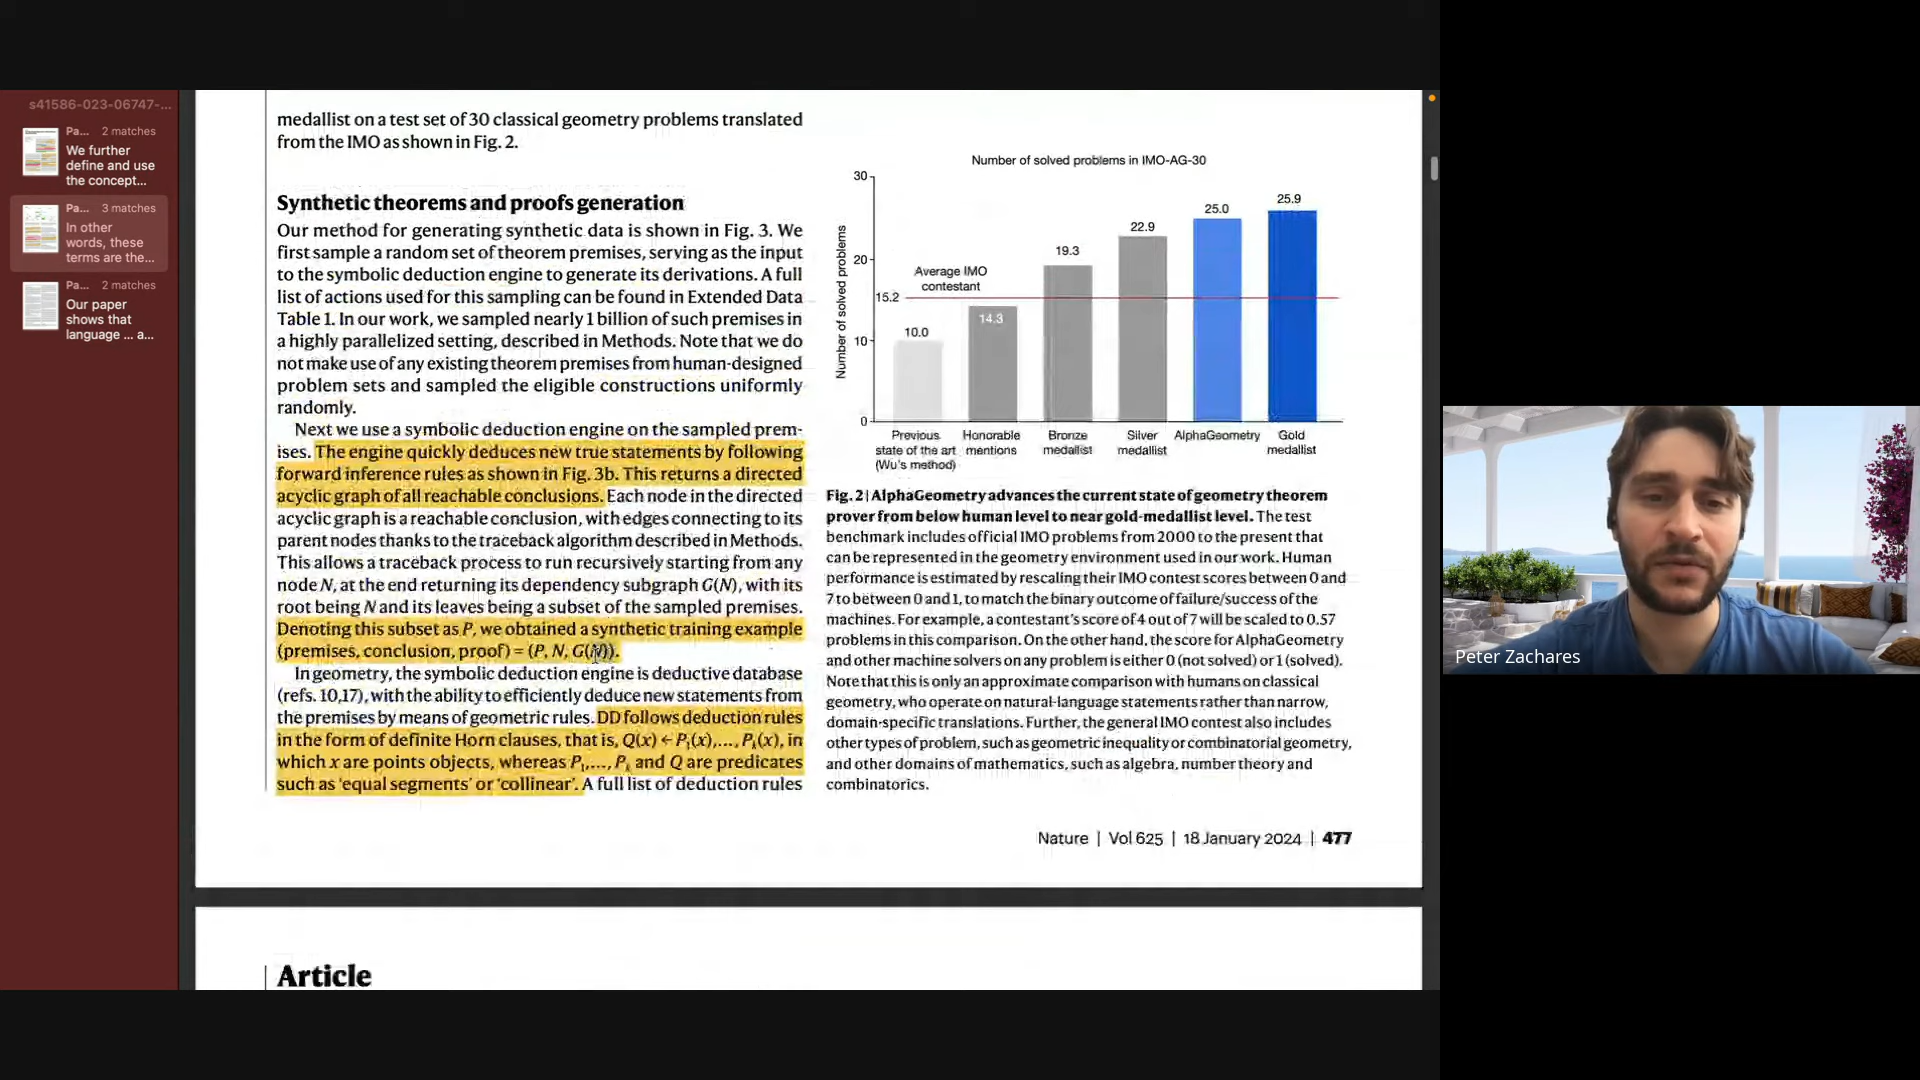 s41586-023-06747-...
Pa... 2 matches
We further
define and use
the concept...
Pa... 3 matches
In other
words, these
terms are the...
Pa... 2 matches
Our paper
shows that
language ... a...
medallist on a test set of 30 classical geometry problems translated
from the IMO as shown in Fig. 2.
Synthetic theorems and proofs generation
Our method for generating synthetic data is shown in Fig. 3. We
first sample a random set of theorem premises, serving as the input
to the symbolic deduction engine to generate its derivations. A full
list of actions used for this sampling can be found in Extended Data
Table 1. In our work, we sampled nearly 1 billion of such premises in
a highly parallelized setting, described in Methods. Note that we do
not make use of any existing theorem premises from human-designed
problem sets and sampled the eligible constructions uniformly
randomly.
Next we use a symbolic deduction engine on the sampled prem-
ises. The engine quickly deduces new true statements by following
forward inference rules as shown in Fig. 3b. This returns a directed
acyclic graph of all reachable conclusions. Each node in the directed
acyclic graph is a reachable conclusion, with edges connecting to its
parent nodes thanks to the traceback algorithm described in Methods.
This allows a traceback process to run recursively starting from any
node N, at the end returning its dependency subgraph G(N), with its
root being N and its leaves being a subset of the sampled premises.
Denoting this subset as P, we obtained a synthetic training example
(premises, conclusion, proof) = (P, N, G(N)).
In geometry, the symbolic deduction engine is deductive database
(refs. 10,17), with the ability to efficiently deduce new statements from
the premises by means of geometric rules. DD follows deduction rules
in the form of definite Horn clauses, that is, Q(x) ← P₁(x),..., Pₖ(x), in
which x are points objects, whereas P₁,..., Pₖ and Q are predicates
such as 'equal segments' or 'collinear'. A full list of deduction rules
Number of solved problems in IMO-AG-30
Number of solved problems
30
20
15.2
10
0
Average IMO
contestant
10.0
14.3
19.3
22.9
25.0
25.9
Previous
state of the art
(Wu's method)
Honorable
mentions
Bronze
medallist
Silver
medallist
AlphaGeometry
Gold
medallist
Fig. 2 | AlphaGeometry advances the current state of geometry theorem
prover from below human level to near gold-medallist level. The test
benchmark includes official IMO problems from 2000 to the present that
can be represented in the geometry environment used in our work. Human
performance is estimated by rescaling their IMO contest scores between 0 and
7 to between 0 and 1, to match the binary outcome of failure/success of the
machines. For example, a contestant's score of 4 out of 7 will be scaled to 0.57
problems in this comparison. On the other hand, the score for AlphaGeometry
and other machine solvers on any problem is either 0 (not solved) or 1 (solved).
Note that this is only an approximate comparison with humans on classical
geometry, who operate on natural-language statements rather than narrow,
domain-specific translations. Further, the general IMO contest also includes
other types of problem, such as geometric inequality or combinatorial geometry,
and other domains of mathematics, such as algebra, number theory and
combinatorics.
Nature | Vol 625 | 18 January 2024 | 477
Article
Peter Zachares